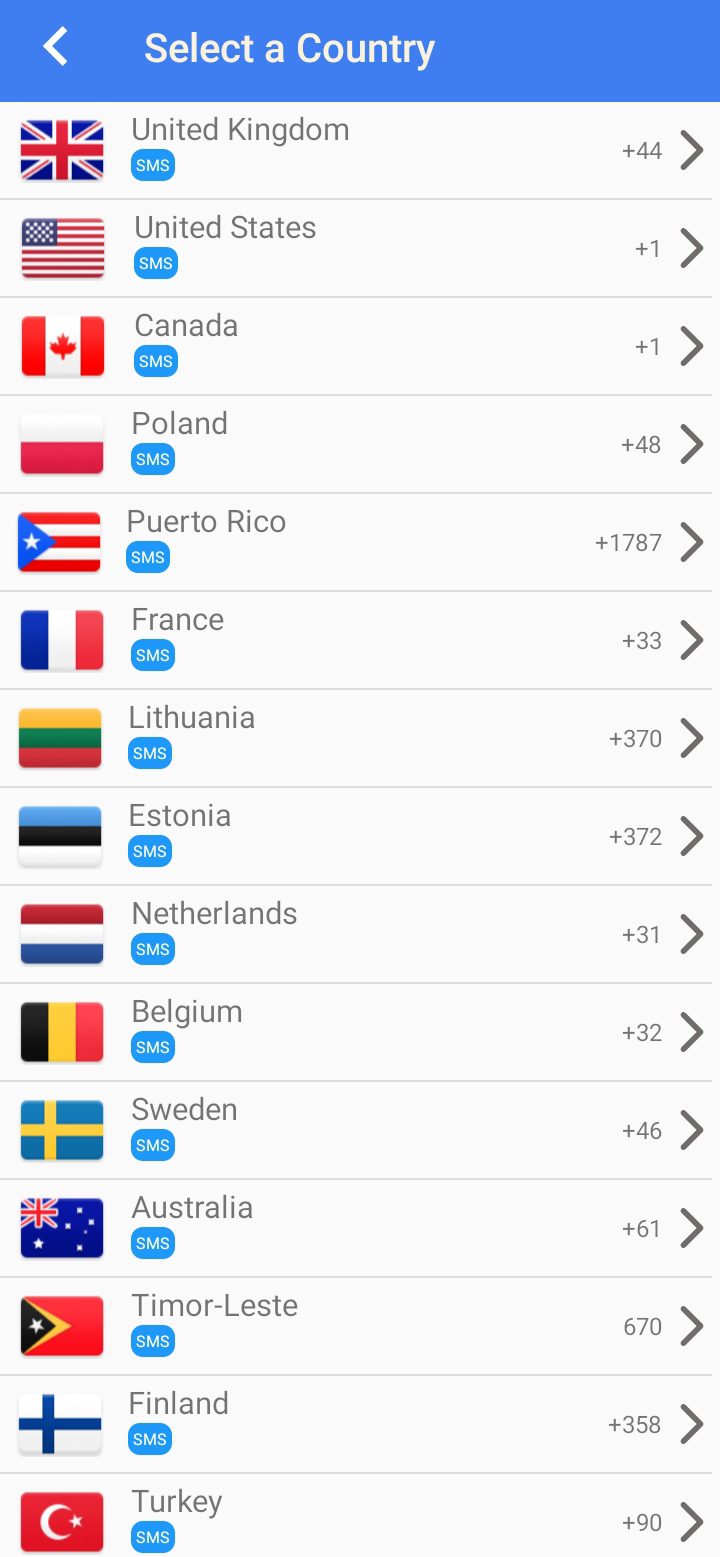 Select a Country
United Kingdom
SMS
+44
United States
SMS
+1
Canada
SMS
+1
Poland
SMS
+48
Puerto Rico
SMS
+1787
France
SMS
+33
Lithuania
SMS
+370
Estonia
SMS
+372
Netherlands
SMS
+31
Belgium
SMS
+32
Sweden
SMS
+46
Australia
SMS
+61
Timor-Leste
SMS
670
Finland
SMS
+358
Turkey
SMS
+90